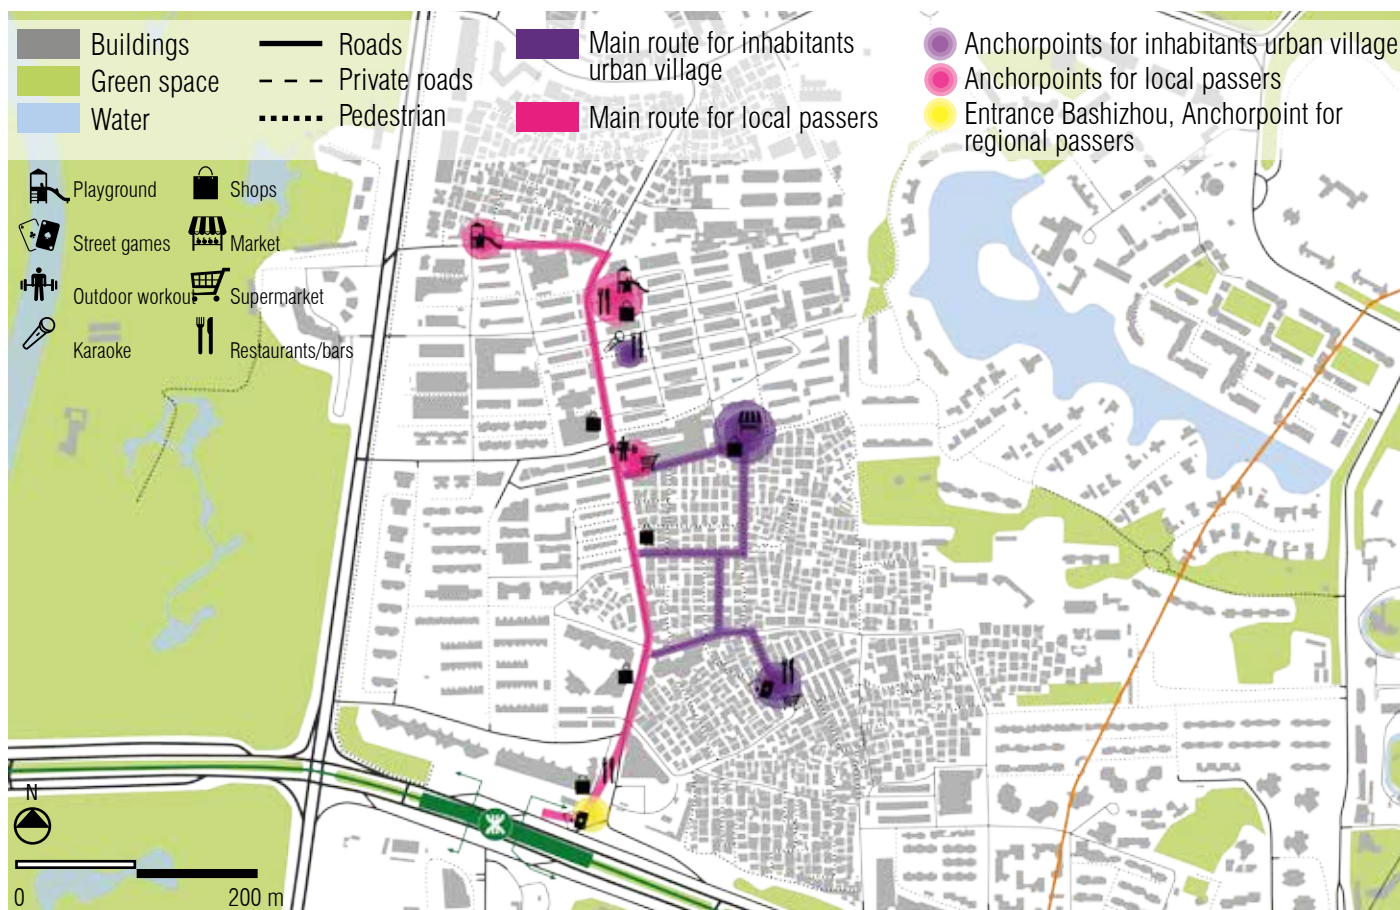 Buildings
Green space
Water
Roads
Private roads
Pedestrian
Main route for inhabitants
urban village
Main route for local passers
Anchorpoints for inhabitants urban village
Anchorpoints for local passers
Entrance Bashizhou, Anchorpoint for
regional passers
Playground
Shops
Street games
Market
Outdoor workout
Supermarket
Karaoke
Restaurants/bars
N
0 200 m